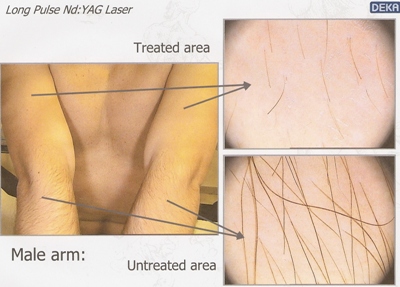 Long Pulse Nd:YAG Laser
DEKA
Treated area
Male arm:
Untreated area